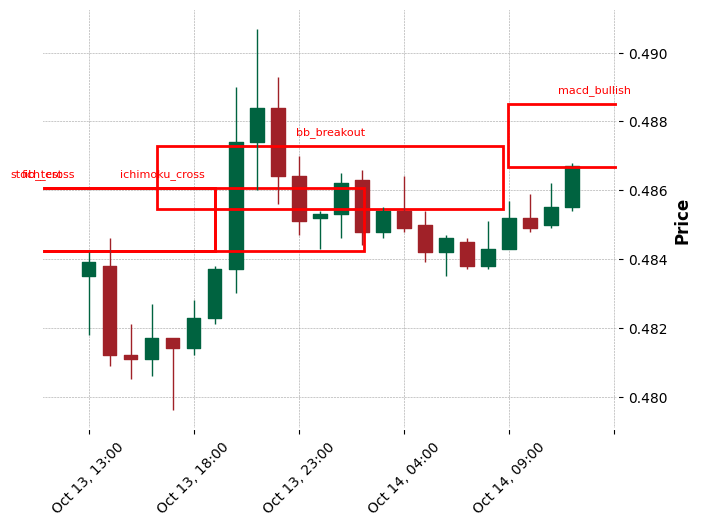 0.490
macd_bullish
0.488
bb_breakout
ichimoku_cross
0.486
Price
0.484
0.482
0.480
Oct 13, 13:00
Oct 13, 18:00
Oct 13, 23:00
Oct 14, 04:00
Oct 14, 09:00